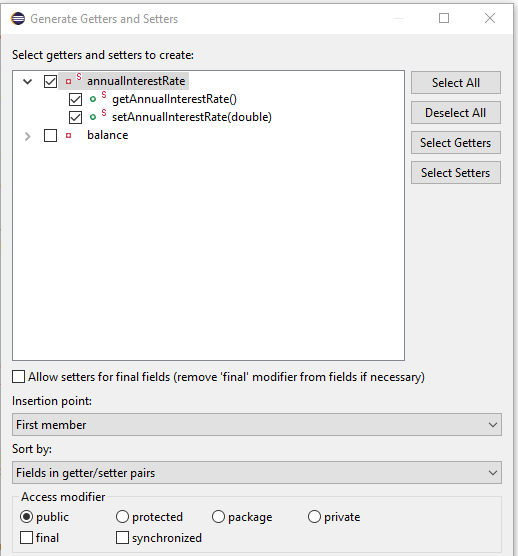 Generate Getters and Setters
Select getters and setters to create:
S annualInterestRate
S getAnnualInterestRate()
S setAnnualInterestRate(double)
balance
Select All
Deselect All
Select Getters
Select Setters
Allow setters for final fields (remove 'final' modifier from fields if necessary)
Insertion point:
First member
Sort by:
Fields in getter/setter pairs
Access modifier
public protected package private
final synchronized